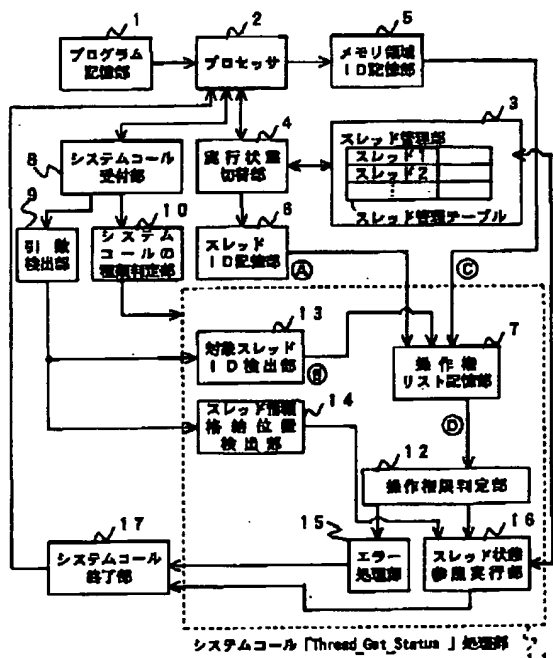 1
プログラム
記憶部
2
プロセッサ
5
メモリ領域
ID記憶部
3
スレッド管理部
スレッド1
スレッド2
スレッド管理テーブル
4
実行状態
切替部
8
システムコール
受付部
9
引数
検出部
10
システム
コールの
種類判定部
6
スレッド
ID記憶部
A
C
13
対象スレッド
ID検出部
B
7
操作権
リスト記憶部
14
スレッド情報
格納位置
検出部
D
12
操作権限判定部
15
エラー
処理部
16
スレッド状態
参照実行部
17
システムコール
終了部
システムコール「Thread_Get_Status」処理部
11